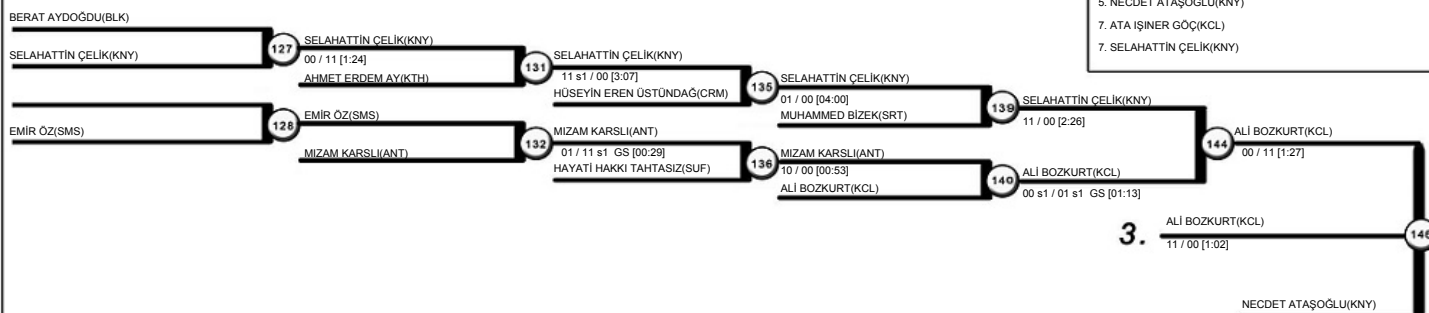 5. NECDET ATAŞOĞLU(KNY)
7. ATA IŞINER GÖÇ(KCL)
7. SELAHATTİN ÇELİK(KNY)
BERAT AYDOĞDU(BLK)
SELAHATTİN ÇELİK(KNY)
127
SELAHATTİN ÇELİK(KNY)
00 / 11 [1:24]
AHMET ERDEM AY(KTH)
131
SELAHATTİN ÇELİK(KNY)
11 s1 / 00 [3:07]
HÜSEYİN EREN ÜSTÜNDAĞ(CRM)
135
SELAHATTİN ÇELİK(KNY)
01 / 00 [04:00]
MUHAMMED BİZEK(SRT)
139
SELAHATTİN ÇELİK(KNY)
11 / 00 [2:26]
EMİR ÖZ(SMS)
128
EMİR ÖZ(SMS)
MIZAM KARSLI(ANT)
132
MIZAM KARSLI(ANT)
01 / 11 s1 GS [00:29]
HAYATİ HAKKI TAHTASIZ(SUF)
136
MIZAM KARSLI(ANT)
10 / 00 [00:53]
ALİ BOZKURT(KCL)
140
ALİ BOZKURT(KCL)
00 s1 / 01 s1 GS [01:13]
144
ALİ BOZKURT(KCL)
00 / 11 [1:27]
3.
ALİ BOZKURT(KCL)
11 / 00 [1:02]
146
NECDET ATAŞOĞLU(KNY)